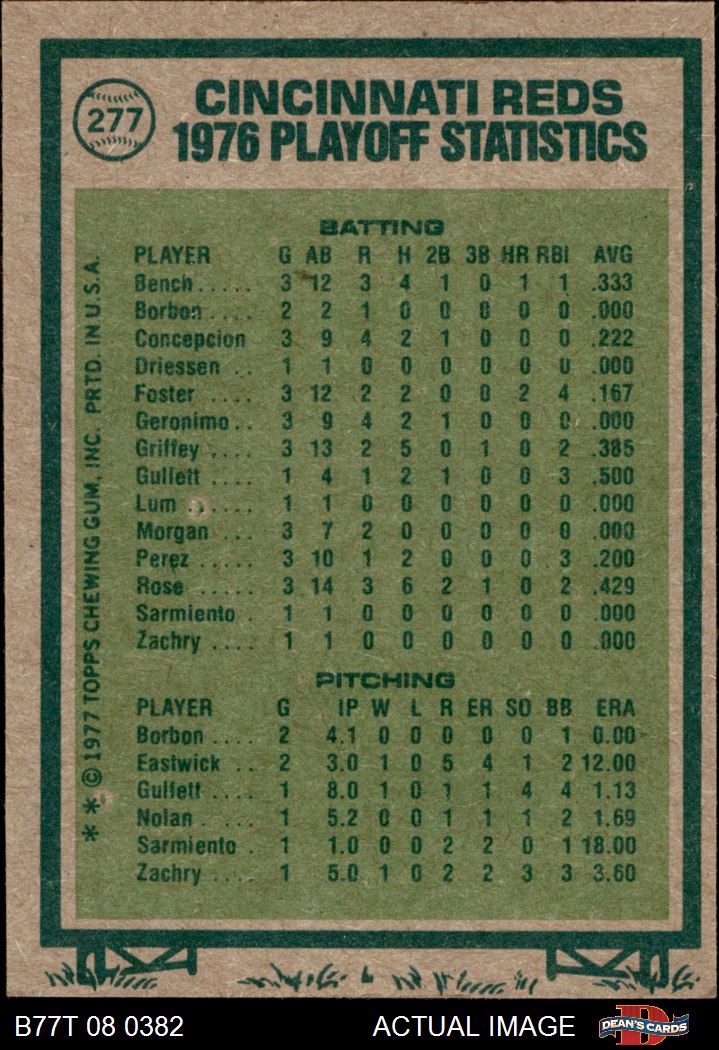 277
CINCINNATI REDS
1976 PLAYOFF STATISTICS
BATTING
PLAYER G AB R H 2B 3B HR RBI AVG
Bench..... 3 12 3 4 1 0 1 1 .333
Borbon .... 2 2 1 0 0 0 0 0 .000
Concepcion 3 9 4 2 1 0 0 0 .222
Driessen .. 1 1 0 0 0 0 0 0 .000
Foster .... 3 12 2 2 0 0 2 4 .167
Geronimo.. 3 9 4 2 1 0 0 0 .000
Griffey .... 3 13 2 5 0 1 0 2 .385
Gullett .... 1 4 1 2 1 0 0 3 .500
Lum ...... 1 1 0 0 0 0 0 0 .000
Morgan ... 3 7 2 0 0 0 0 0 .000
Perez ..... 3 10 1 2 0 0 0 3 .200
Rose ..... 3 14 3 6 2 1 0 2 .429
Sarmiento . 1 1 0 0 0 0 0 0 .000
Zachry .... 1 1 0 0 0 0 0 0 .000
PITCHING
PLAYER G IP W L R ER SO BB ERA
Borbon .... 2 4.1 0 0 0 0 0 1 0.00
Eastwick .. 2 3.0 1 0 5 4 1 2 12.00
Gullett .... 1 8.0 1 0 1 1 4 4 1.13
Nolan ..... 1 5.2 0 0 1 1 1 2 1.69
Sarmiento . 1 1.0 0 0 2 2 0 1 18.00
Zachry .... 1 5.0 1 0 2 2 3 3 3.60
* * © 1977 TOPPS CHEWING GUM, INC. PRTD. IN U.S.A.
B77T 08 0382 ACTUAL IMAGE
D
DEAN'S CARDS